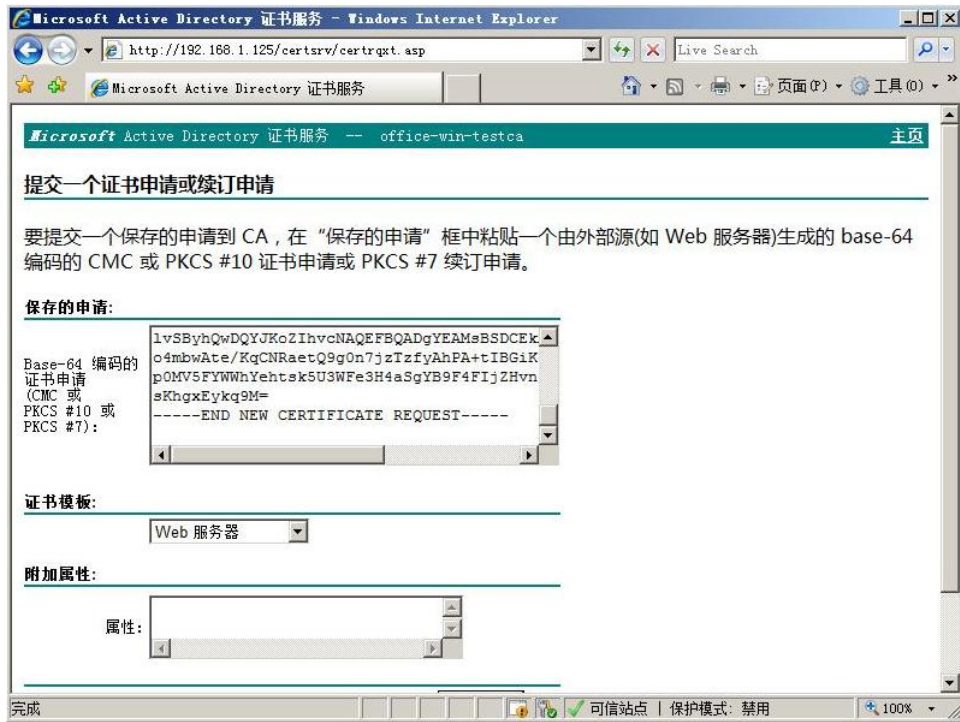 Microsoft Active Directory 证书服务 - Windows Internet Explorer
http://192.168.1.125/certsrv/certrqxt.asp
Live Search
Microsoft Active Directory 证书服务
页面(P)
工具(O)
»
Microsoft Active Directory 证书服务 -- office-win-testca
主页
提交一个证书申请或续订申请
要提交一个保存的申请到 CA，在“保存的申请”框中粘贴一个由外部源(如 Web 服务器)生成的 base-64
编码的 CMC 或 PKCS #10 证书申请或 PKCS #7 续订申请。
保存的申请:
Base-64 编码的
证书申请
(CMC 或
PKCS #10 或
PKCS #7):
lvSByhQwDQYJKoZIhvcNAQEFBQADgYEAMsBSDCEk
o4mbwAte/KqCNRaetQ9g0n7jzTzfyAhPA+tIBGiK
p0MV5FYWWhYehtsk5U3WFe3H4aSgYB9F4FIjZHvn
sKhgxEykq9M=
-----END NEW CERTIFICATE REQUEST-----
证书模板:
Web 服务器
附加属性:
属性:
完成
可信站点 | 保护模式: 禁用
100%